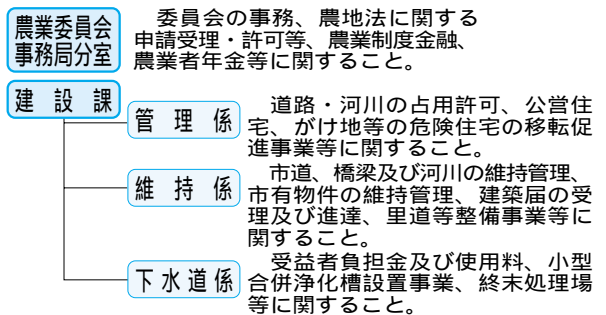 農業委員会
事務局分室
委員会の事務、農地法に関する
申請受理・許可等、農業制度金融、
農業者年金等に関すること。
建設課
管理係
道路・河川の占用許可、公営住
宅、がけ地等の危険住宅の移転促
進事業等に関すること。
維持係
市道、橋梁及び河川の維持管理、
市有物件の維持管理、建築届の受
理及び進達、里道等整備事業等に
関すること。
下水道係
受益者負担金及び使用料、小型
合併浄化槽設置事業、終末処理場
等に関すること。